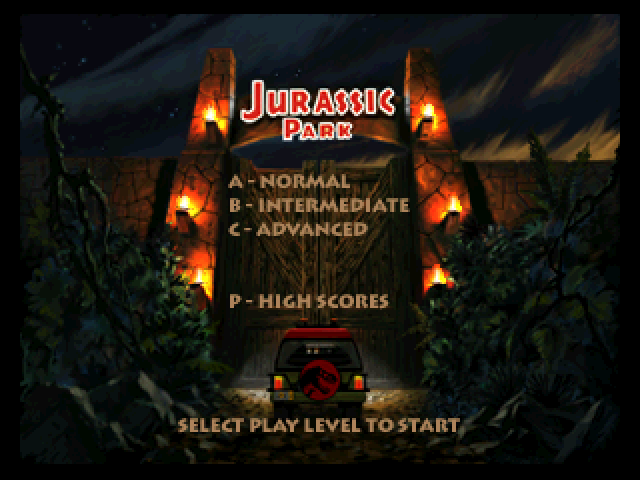 JURASSIC
PARK
A - NORMAL
B - INTERMEDIATE
C - ADVANCED
P - HIGH SCORES
SELECT PLAY LEVEL TO START